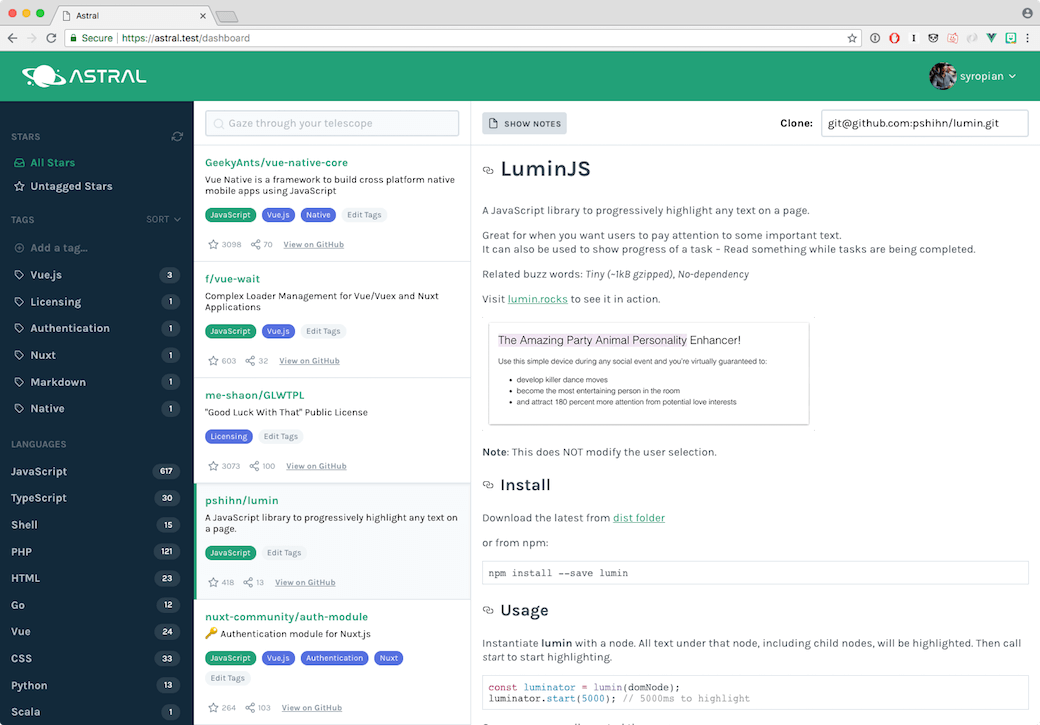 Astral
Secure | https://astral.test/dashboard
ASTRAL
syropian
STARS
All Stars
Untagged Stars
TAGS
SORT
Add a tag...
Vue.js 3
Licensing 1
Authentication 1
Nuxt 1
Markdown 1
Native 1
LANGUAGES
JavaScript 617
TypeScript 30
Shell 15
PHP 121
HTML 23
Go 12
Vue 24
CSS 33
Python 13
Scala 1
Gaze through your telescope
GeekyAnts/vue-native-core
Vue Native is a framework to build cross platform native
mobile apps using JavaScript
JavaScript Vue.js Native Edit Tags
3098 70 View on GitHub
f/vue-wait
Complex Loader Management for Vue/Vuex and Nuxt
Applications
JavaScript Vue.js Edit Tags
603 32 View on GitHub
me-shaon/GLWTPL
"Good Luck With That" Public License
Licensing Edit Tags
3073 100 View on GitHub
pshihn/lumin
A JavaScript library to progressively highlight any text on
a page.
JavaScript Edit Tags
418 13 View on GitHub
nuxt-community/auth-module
🔑 Authentication module for Nuxt.js
JavaScript Vue.js Authentication Nuxt
Edit Tags
264 103 View on GitHub
SHOW NOTES
Clone: git@github.com:pshihn/lumin.git
LuminJS
A JavaScript library to progressively highlight any text on a page.
Great for when you want users to pay attention to some important text.
It can also be used to show progress of a task – Read something while tasks are being completed.
Related buzz words: Tiny (~1kB gzipped), No-dependency
Visit lumin.rocks to see it in action.
The Amazing Party Animal Personality Enhancer!
Use this simple device during any social event and you're virtually guaranteed to:
• develop killer dance moves
• become the most entertaining person in the room
• and attract 180 percent more attention from potential love interests
Note: This does NOT modify the user selection.
Install
Download the latest from dist folder
or from npm:
npm install --save lumin
Usage
Instantiate lumin with a node. All text under that node, including child nodes, will be highlighted. Then call
start to start highlighting.
const luminator = lumin(domNode);
luminator.start(5000); // 5000ms to highlight